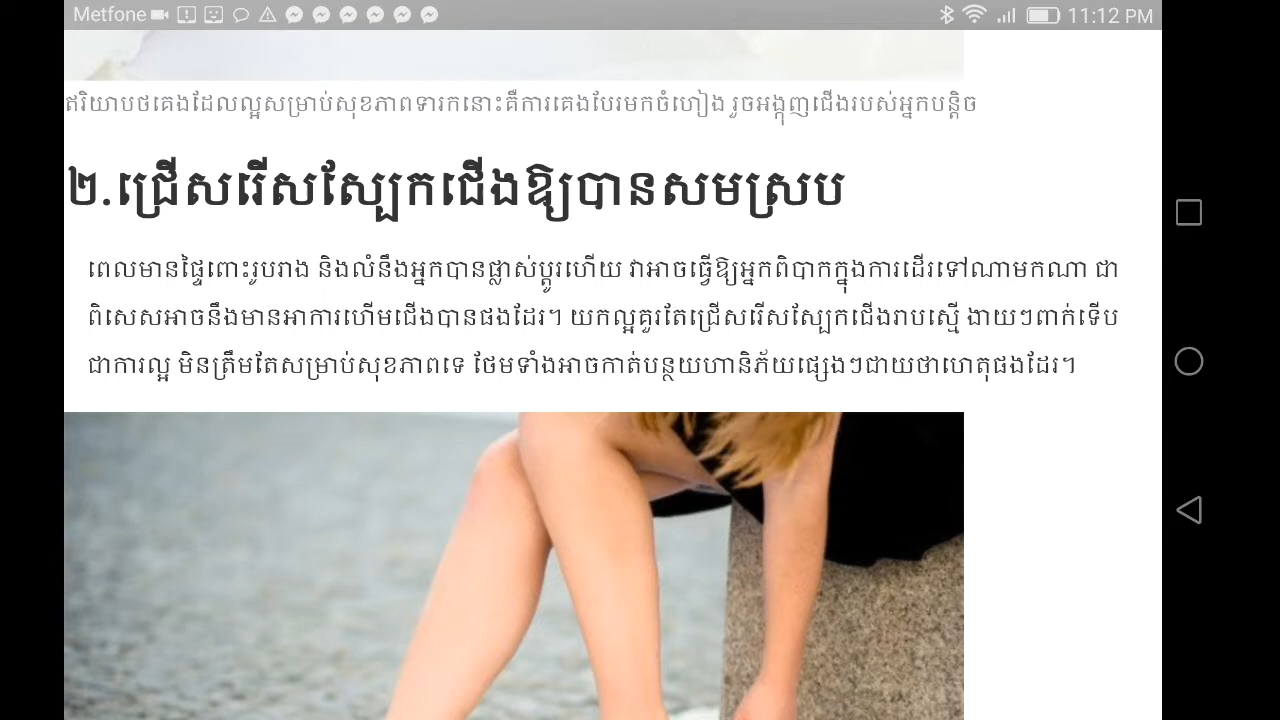 Metfone 11:12 PM
ឥរិយាបថគេងដែលល្អសម្រាប់សុខភាពទារកនោះគឺការគេងបែរមកចំហៀង រួចអង្កុញជើងរបស់អ្នកបន្តិច
២.ជ្រើសរើសស្បែកជើងឱ្យបានសមស្រប
ពេលមានផ្ទៃពោះរូបរាង និងលំនឹងអ្នកបានផ្លាស់ប្តូរហើយ វាអាចធ្វើឱ្យអ្នកពិបាកក្នុងការដើរទៅណាមកណា ជា
ពិសេសអាចនឹងមានអាការហើមជើងបានផងដែរ។ យកល្អគួរតែជ្រើសរើសស្បែកជើងរាបស្មើ ងាយៗពាក់ទើប
ជាការល្អ មិនត្រឹមតែសម្រាប់សុខភាពទេ ថែមទាំងអាចកាត់បន្ថយហានិភ័យផ្សេងៗជាយថាហេតុផងដែរ។